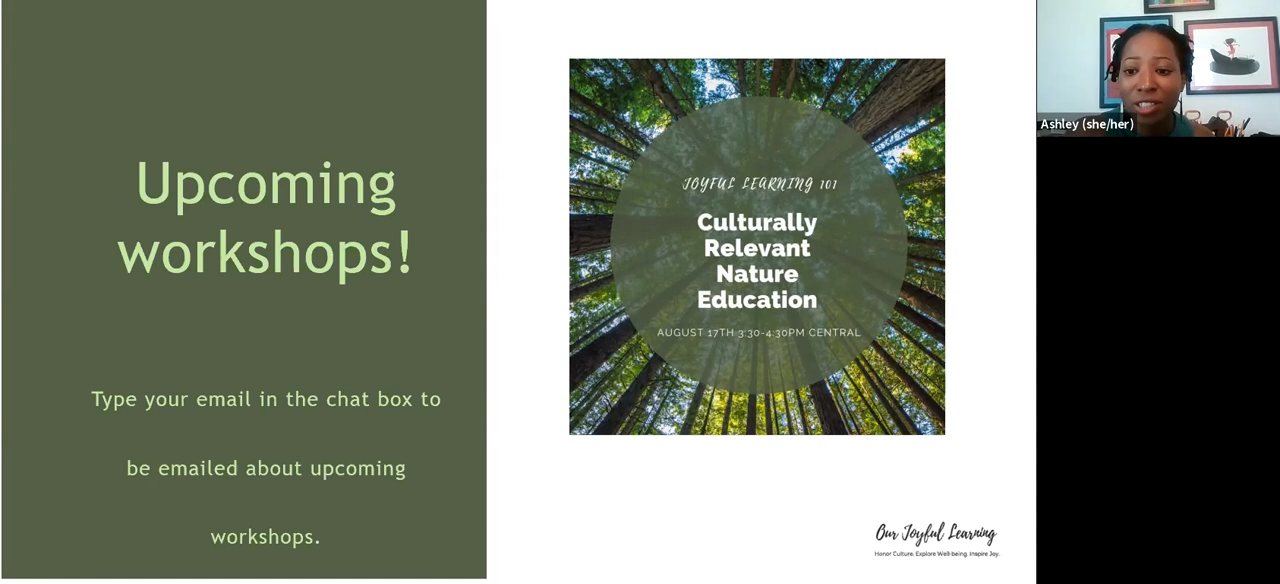 Upcoming
workshops!
Type your email in the chat box to
be emailed about upcoming
workshops.
JOYFUL LEARNING 101
Culturally
Relevant
Nature
Education
AUGUST 17TH 3:30-4:30PM CENTRAL
Our Joyful Learning
Honor Culture. Explore Well-being. Inspire Joy.
Ashley (she/her)